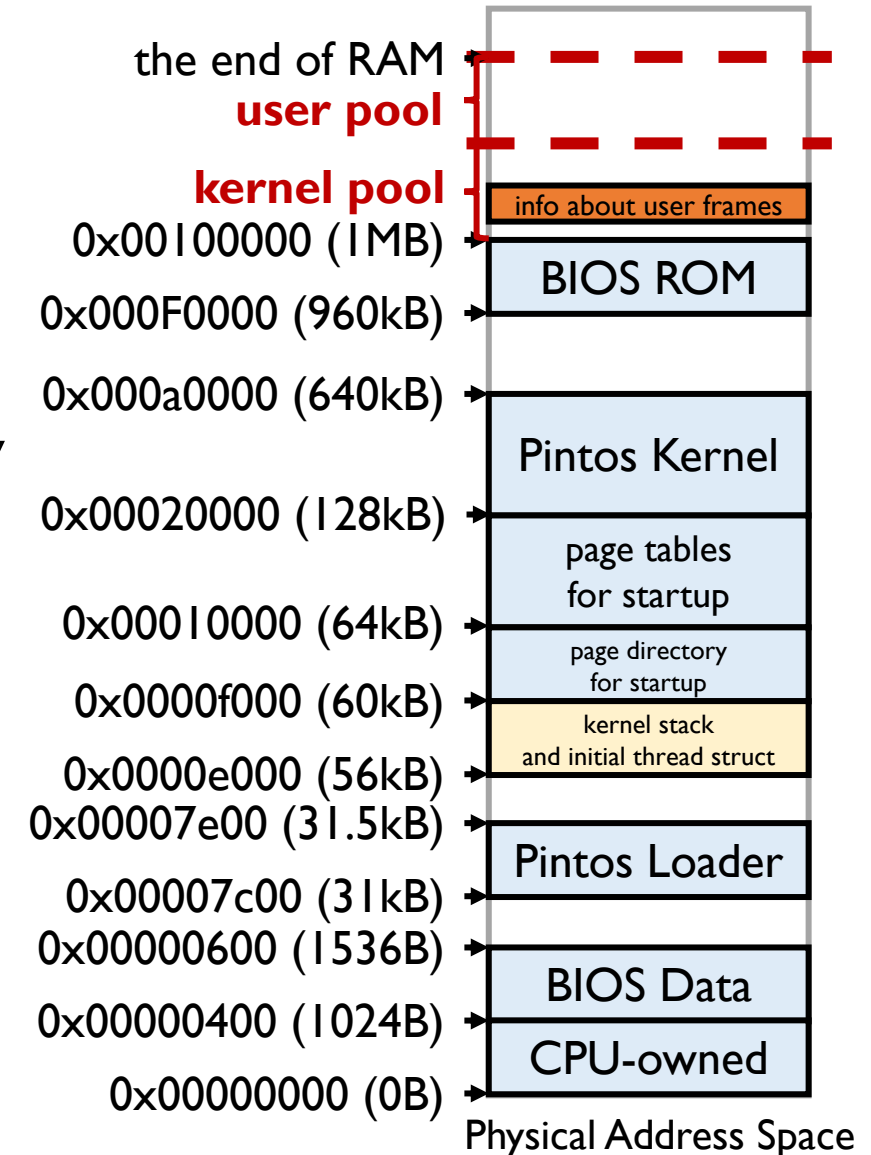 the end of RAM
user pool
kernel pool
info about user frames
0x00100000 (1MB)
BIOS ROM
0x000F0000 (960kB)
0x000a0000 (640kB)
Pintos Kernel
0x00020000 (128kB)
page tables
for startup
0x00010000 (64kB)
page directory
for startup
0x0000f000 (60kB)
kernel stack
and initial thread struct
0x0000e000 (56kB)
0x00007e00 (31.5kB)
Pintos Loader
0x00007c00 (31kB)
0x00000600 (1536B)
BIOS Data
0x00000400 (1024B)
CPU-owned
0x00000000 (0B)
Physical Address Space